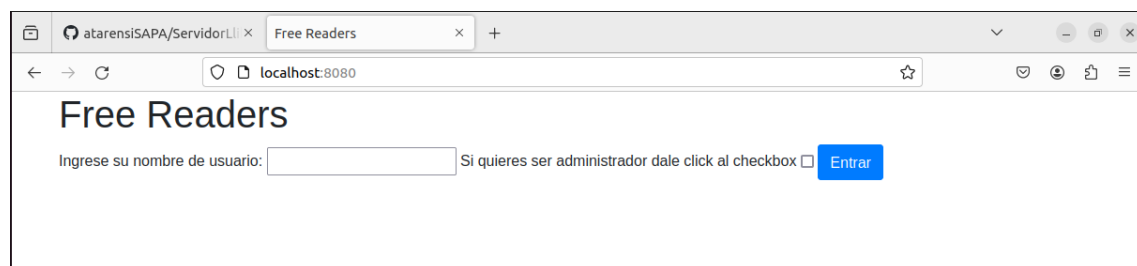 atarensiSAPA/ServidorLli Free Readers
localhost:8080
Free Readers
Ingrese su nombre de usuario: Si quieres ser administrador dale click al checkbox Entrar